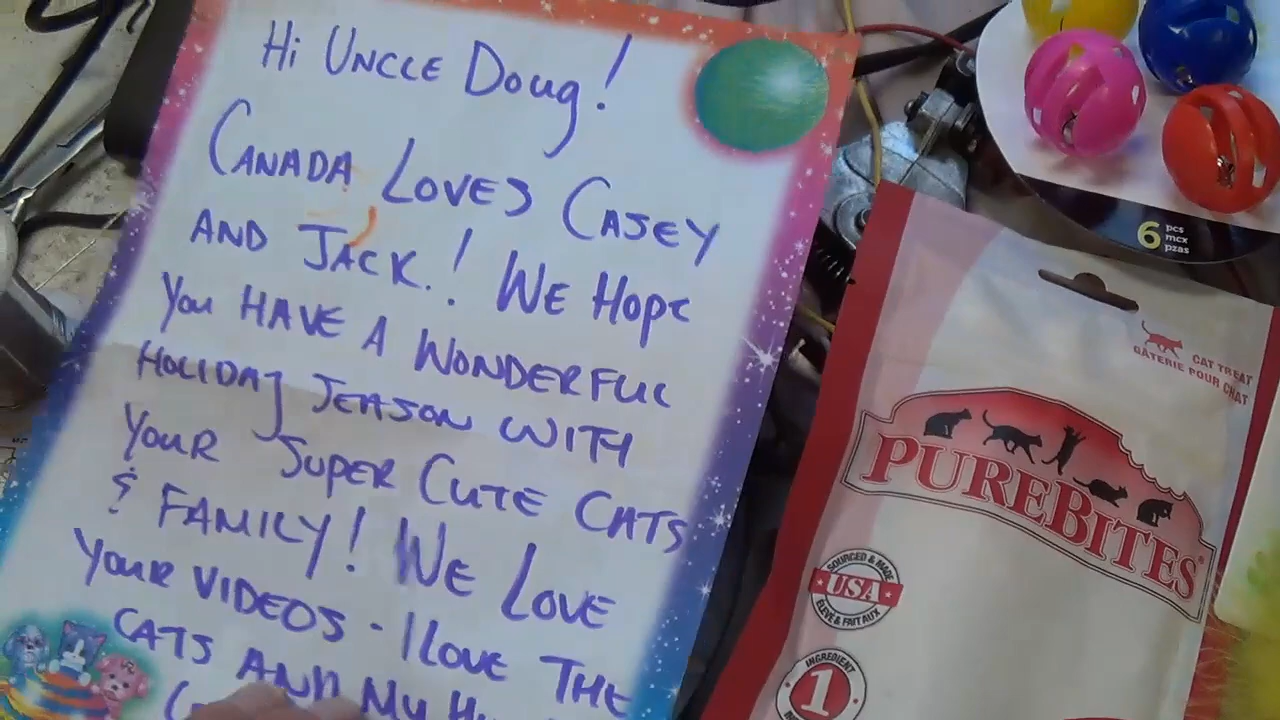 Hi UNCLE Doug!
CANADA LOVES CASEY
AND JACK! WE HOPE
YOU HAVE A WONDERFUL
HOLIDAY SEASON WITH
YOUR SUPER CUTE CATS
& FAMILY! WE LOVE
YOUR VIDEOS - I LOVE THE
CATS AND MY
6 pcs
mcx
pzas
CAT TREAT
GÂTERIE POUR CHAT
PUREBITES®
SOURCED & MADE
USA
ÉLEVÉ & FAIT AUX
INGREDIENT
1